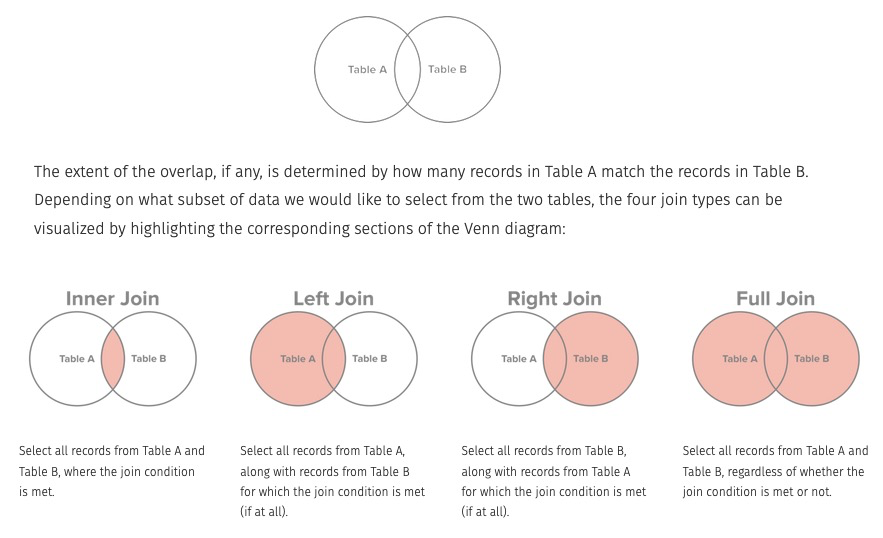 Table A Table B
The extent of the overlap, if any, is determined by how many records in Table A match the records in Table B.
Depending on what subset of data we would like to select from the two tables, the four join types can be
visualized by highlighting the corresponding sections of the Venn diagram:
Inner Join
Table A Table B
Select all records from Table A and
Table B, where the join condition
is met.
Left Join
Table A Table B
Select all records from Table A,
along with records from Table B
for which the join condition is met
(if at all).
Right Join
Table A Table B
Select all records from Table B,
along with records from Table A
for which the join condition is met
(if at all).
Full Join
Table A Table B
Select all records from Table A and
Table B, regardless of whether the
join condition is met or not.